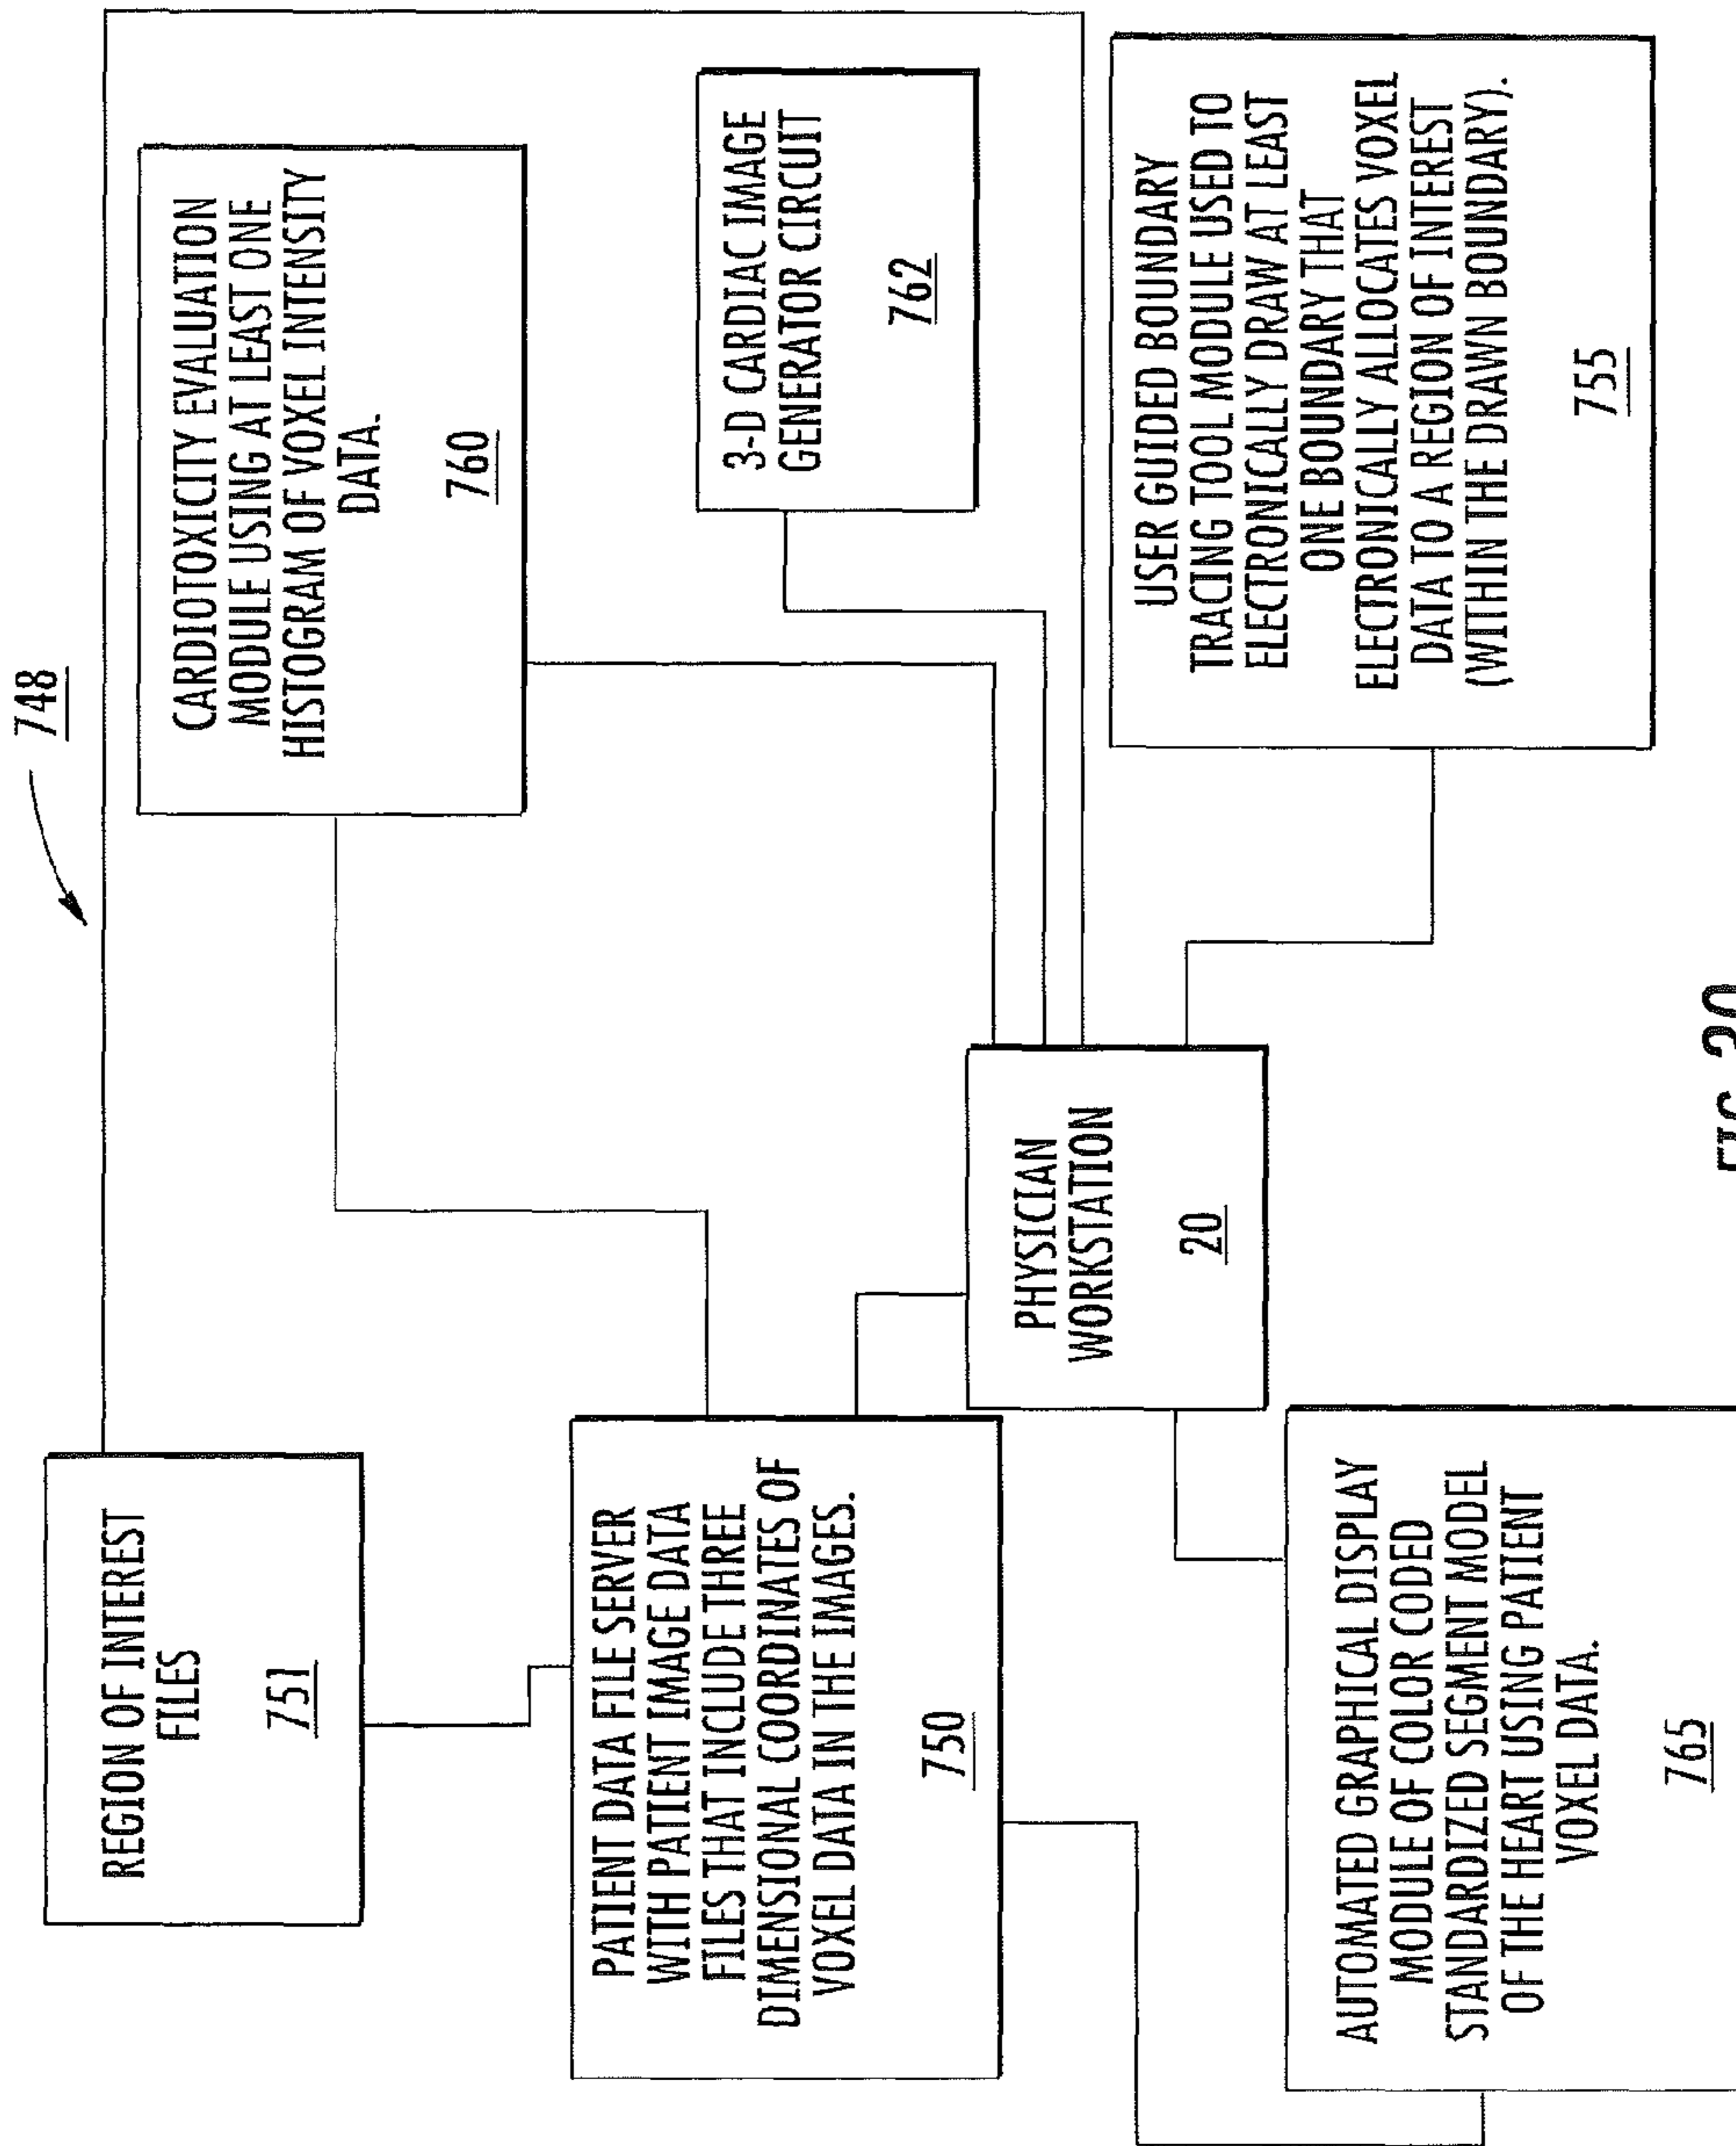 748
REGION OF INTEREST
FILES
751
CARDIOTOXICITY EVALUATION
MODULE USING AT LEAST ONE
HISTOGRAM OF VOXEL INTENSITY
DATA.
760
PATIENT DATA FILE SERVER
WITH PATIENT IMAGE DATA
FILES THAT INCLUDE THREE
DIMENSIONAL COORDINATES OF
VOXEL DATA IN THE IMAGES.
750
3-D CARDIAC IMAGE
GENERATOR CIRCUIT
762
PHYSICIAN
WORKSTATION
20
USER GUIDED BOUNDARY
TRACING TOOL MODULE USED TO
ELECTRONICALLY DRAW AT LEAST
ONE BOUNDARY THAT
ELECTRONICALLY ALLOCATES VOXEL
DATA TO A REGION OF INTEREST
(WITHIN THE DRAWN BOUNDARY).
755
AUTOMATED GRAPHICAL DISPLAY
MODULE OF COLOR CODED
STANDARDIZED SEGMENT MODEL
OF THE HEART USING PATIENT
VOXEL DATA.
765
FIG.